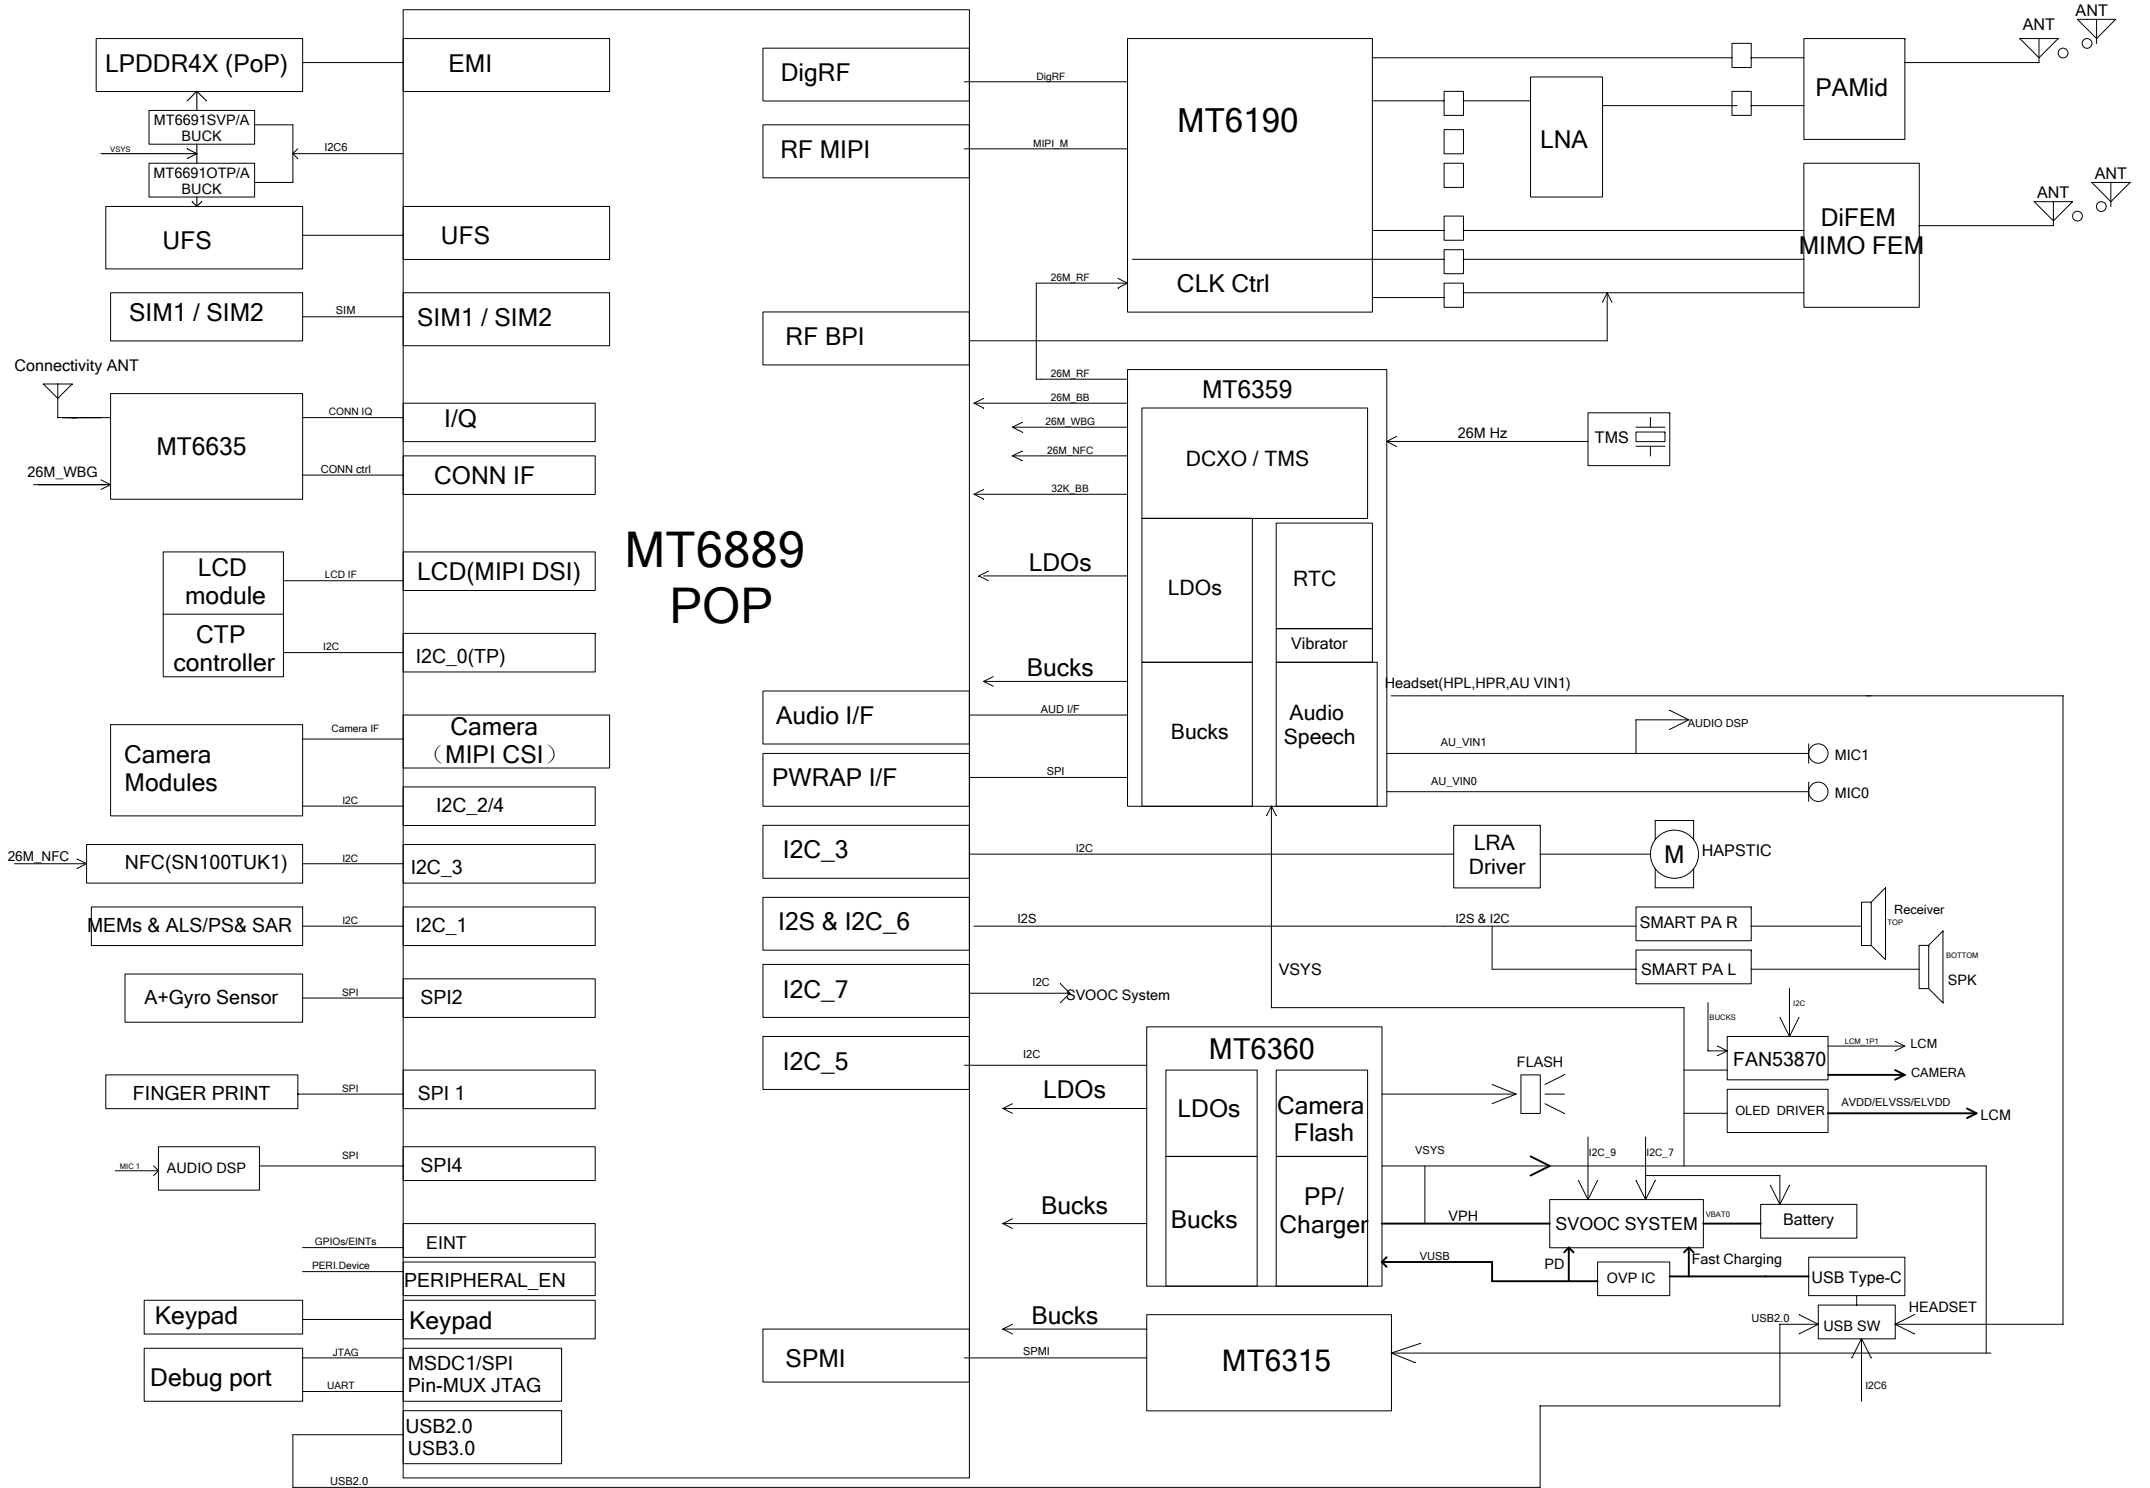 LPDDR4X (PoP)
EMI
MT6691SVP/A
BUCK
VSYS
I2C6
MT6691OTP/A
BUCK
UFS
UFS
SIM1 / SIM2
SIM
SIM1 / SIM2
Connectivity ANT
MT6635
CONN IQ
I/Q
26M_WBG
CONN ctrl
CONN IF
MT6889
POP
LCD
module
LCD IF
LCD(MIPI DSI)
CTP
controller
I2C
I2C_0(TP)
Camera
Modules
Camera IF
Camera
（MIPI CSI）
I2C
I2C_2/4
26M_NFC
NFC(SN100TUK1)
I2C
I2C_3
MEMs & ALS/PS& SAR
I2C
I2C_1
A+Gyro Sensor
SPI
SPI2
FINGER PRINT
SPI
SPI 1
MIC 1
AUDIO DSP
SPI
SPI4
GPIOs/EINTs
EINT
PERI.Device
PERIPHERAL_EN
Keypad
Keypad
Debug port
JTAG
UART
MSDC1/SPI
Pin-MUX JTAG
USB2.0
USB3.0
USB2.0
DigRF
DigRF
RF MIPI
MIPI_M
MT6190
26M_RF
CLK Ctrl
RF BPI
LNA
PAMid
ANT
ANT
DiFEM
MIMO FEM
ANT
ANT
26M_RF
26M_BB
26M_WBG
26M_NFC
32K_BB
LDOs
Bucks
MT6359
DCXO / TMS
LDOs
RTC
Vibrator
Bucks
Audio
Speech
26M Hz
TMS
Headset(HPL,HPR,AU VIN1)
AUDIO DSP
AU_VIN1
MIC1
AU_VIN0
MIC0
Audio I/F
AUD I/F
PWRAP I/F
SPI
I2C_3
I2C
LRA
Driver
M
HAPSTIC
I2S & I2C_6
I2S
I2S & I2C
SMART PA R
Receiver
TOP
SMART PA L
BOTTOM
SPK
VSYS
I2C_7
I2C
SVOOC System
BUCKS
I2C
FAN53870
LCM_1P1
LCM
CAMERA
OLED DRIVER
AVDD/ELVSS/ELVDD
LCM
I2C_5
I2C
MT6360
LDOs
LDOs
Camera
Flash
FLASH
VSYS
Bucks
Bucks
PP/
Charger
VPH
I2C_9
I2C_7
SVOOC SYSTEM
VBAT0
Battery
VUSB
PD
Fast Charging
OVP IC
USB Type-C
HEADSET
USB2.0
USB SW
I2C6
Bucks
SPMI
SPMI
MT6315